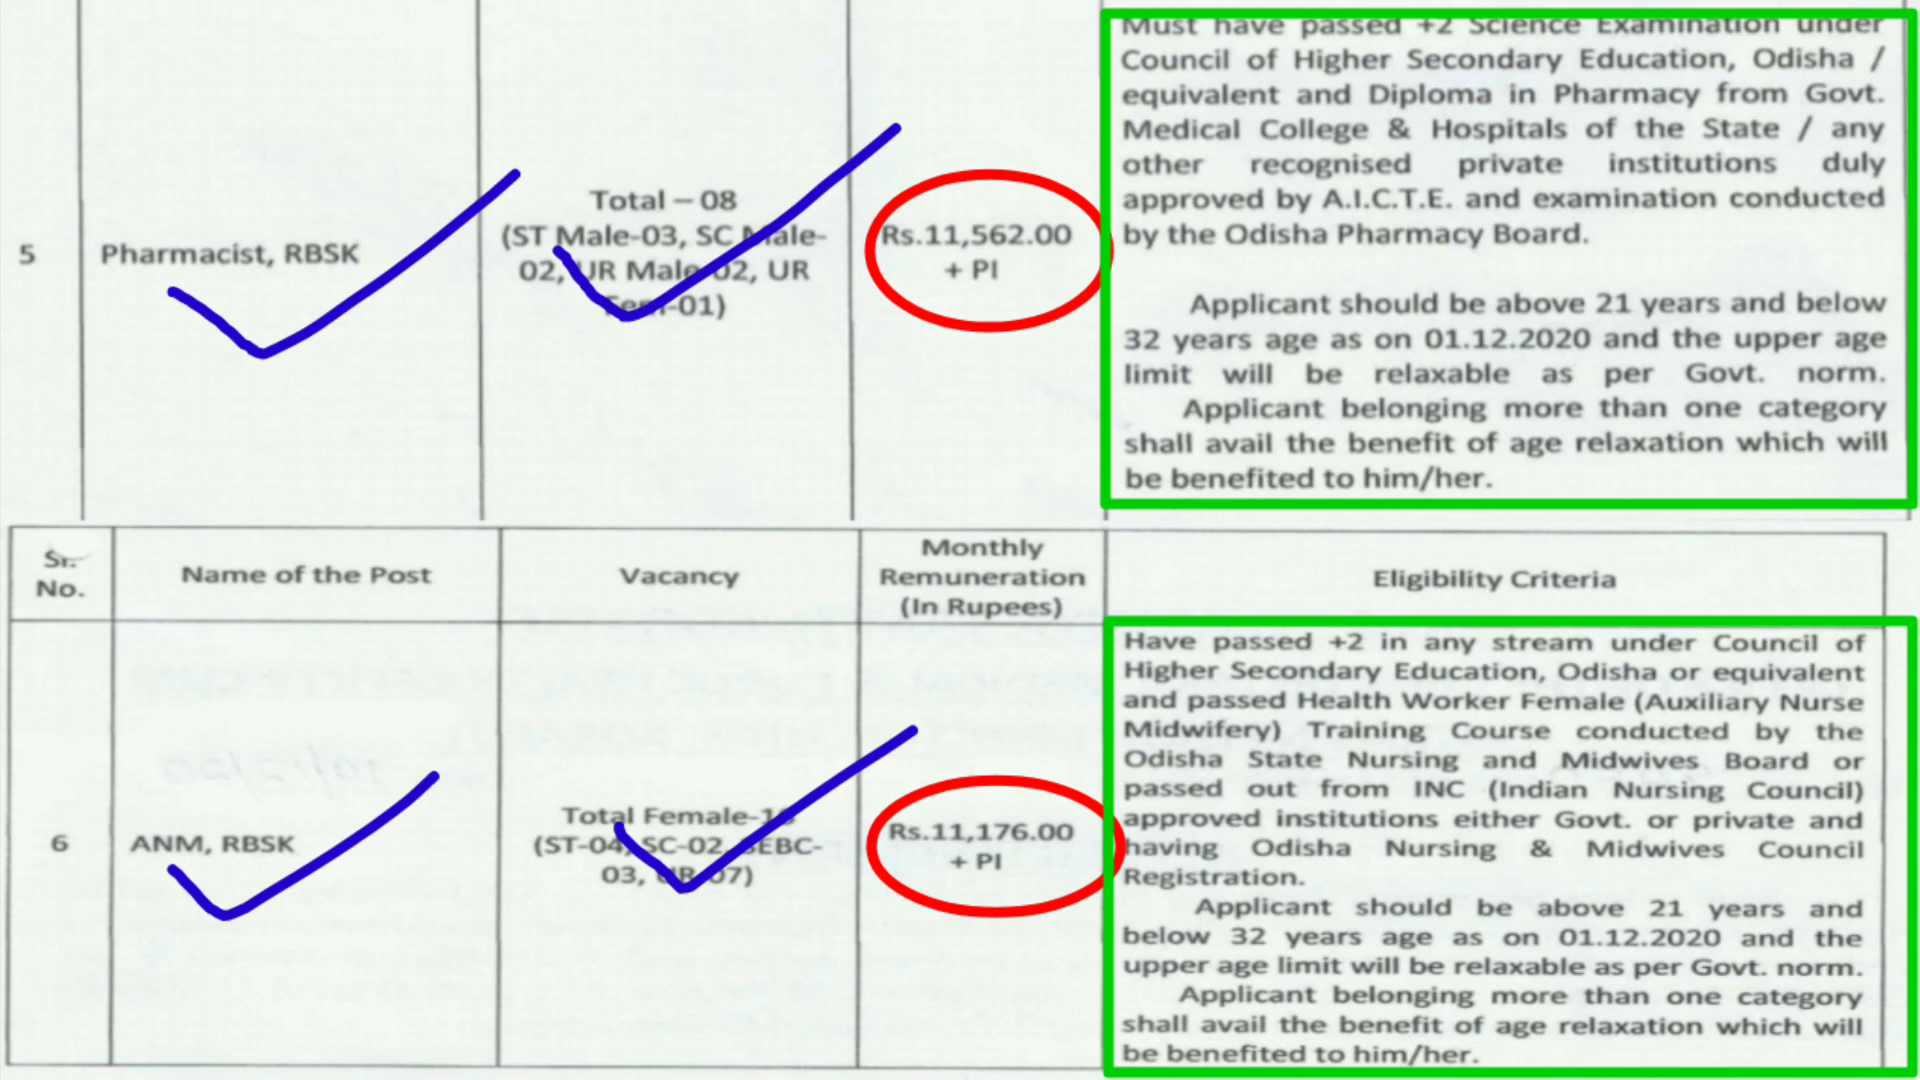 Must have passed +2 Science Examination under
Council of Higher Secondary Education, Odisha /
equivalent and Diploma in Pharmacy from Govt.
Medical College & Hospitals of the State / any
other recognised private institutions duly
approved by A.I.C.T.E. and examination conducted
by the Odisha Pharmacy Board.
Applicant should be above 21 years and below
32 years age as on 01.12.2020 and the upper age
limit will be relaxable as per Govt. norm.
Applicant belonging more than one category
shall avail the benefit of age relaxation which will
be benefited to him/her.
5
Pharmacist, RBSK
Total – 08
(ST Male-03, SC Male-
02, UR Male-02, UR
Fem-01)
Rs.11,562.00
+ PI
Sr.
No.
Name of the Post
Vacancy
Monthly
Remuneration
(In Rupees)
Eligibility Criteria
6
ANM, RBSK
Total Female-16
(ST-04, SC-02, SEBC-
03, UR-07)
Rs.11,176.00
+ PI
Have passed +2 in any stream under Council of
Higher Secondary Education, Odisha or equivalent
and passed Health Worker Female (Auxiliary Nurse
Midwifery) Training Course conducted by the
Odisha State Nursing and Midwives Board or
passed out from INC (Indian Nursing Council)
approved institutions either Govt. or private and
having Odisha Nursing & Midwives Council
Registration.
Applicant should be above 21 years and
below 32 years age as on 01.12.2020 and the
upper age limit will be relaxable as per Govt. norm.
Applicant belonging more than one category
shall avail the benefit of age relaxation which will
be benefited to him/her.